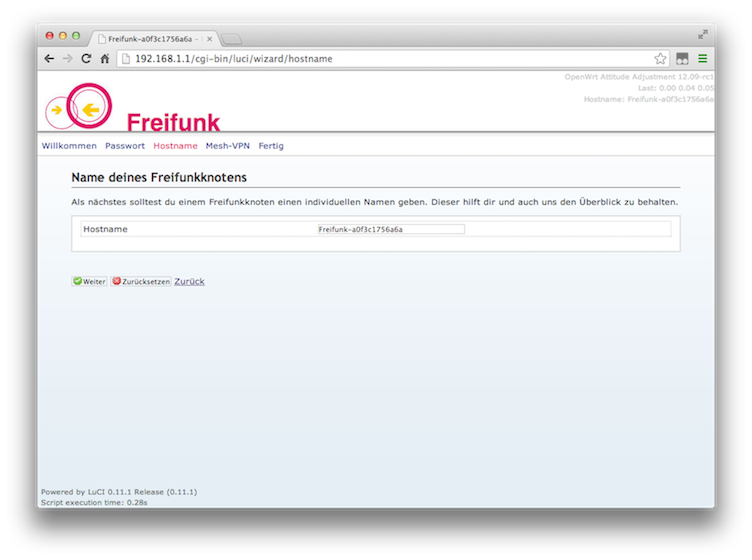 Freifunk-a0f3c1756a6a -
192.168.1.1/cgi-bin/luci/wizard/hostname
OpenWrt Attitude Adjustment 12.09-rc1
Last: 0.00 0.04 0.05
Hostname: Freifunk-a0f3c1756a6a
Freifunk
Willkommen Passwort Hostname Mesh-VPN Fertig
Name deines Freifunkknotens
Als nächstes solltest du einem Freifunkknoten einen individuellen Namen geben. Dieser hilft dir und auch uns den Überblick zu behalten.
Hostname Freifunk-a0f3c1756a6a
Weiter Zurücksetzen Zurück
Powered by LuCI 0.11.1 Release (0.11.1)
Script execution time: 0.28s